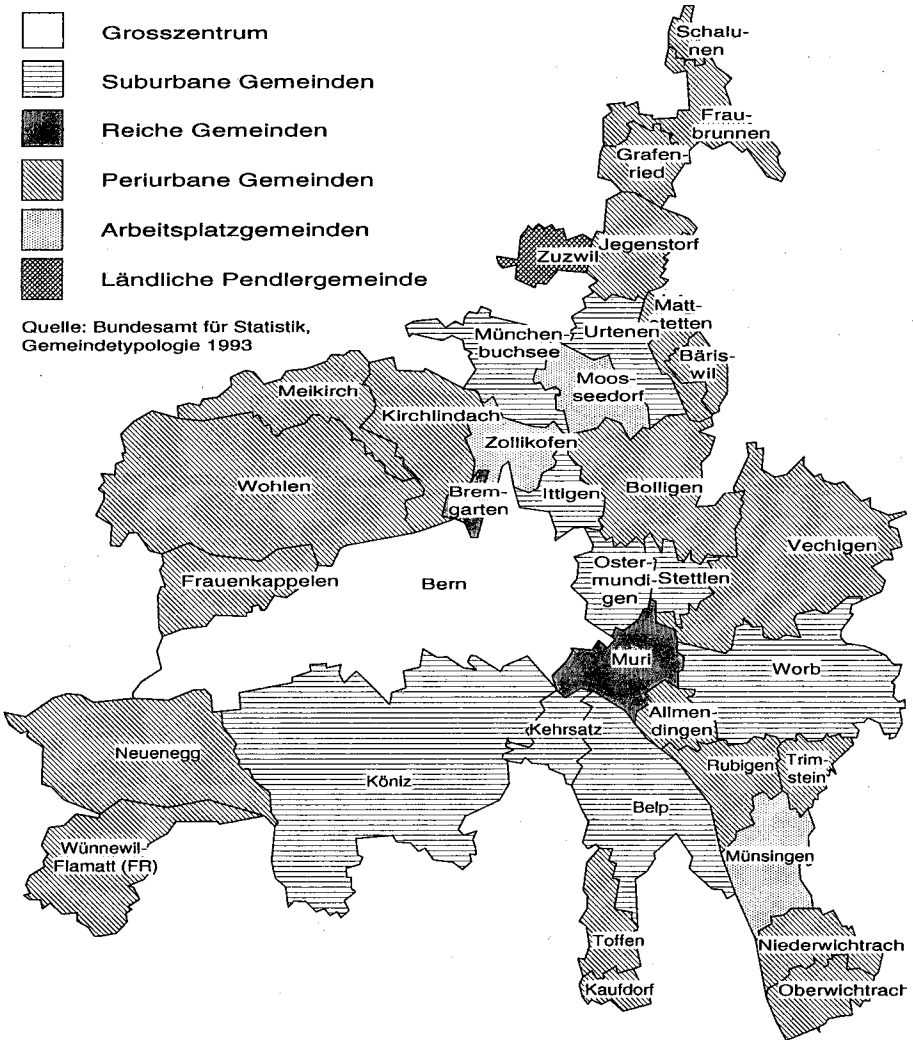 Grosszentrum
Suburbane Gemeinden
Reiche Gemeinden
Periurbane Gemeinden
Arbeitsplatzgemeinden
Ländliche Pendlergemeinde
Quelle: Bundesamt für Statistik,
Gemeindetypologie 1993
Schalu-
nen
Frau-
brunnen
Grafen-
ried
Jegenstorf
Zuzwil
Matt-
stetten
Urtenen
München-
buchsee
Bäris-
wil
Moos-
seedorf
Meikirch
Kirchlindach
Zollikofen
Wohlen
Brem-
garten
Ittigen
Bolligen
Vechigen
Frauenkappelen
Bern
Oster-
mundi-
gen
Stettlen
Muri
Worb
Allmen-
dingen
Kehrsatz
Neuenegg
Köniz
Rubigen
Trim-
stein
Belp
Wünnewil-
Flamatt (FR)
Münsingen
Toffen
Niederwichtrach
Kaufdorf
Oberwichtrach